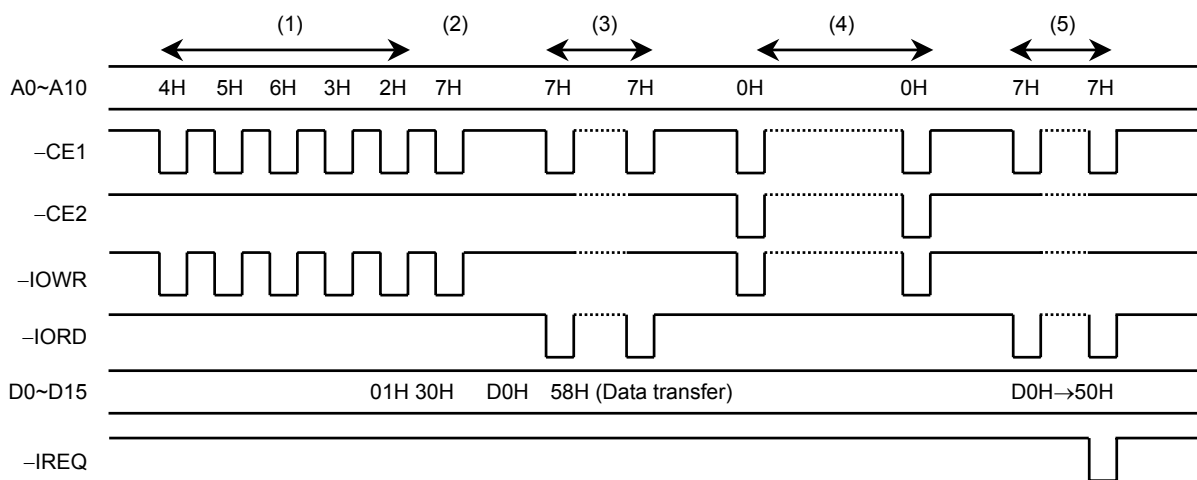 (1) (2) (3) (4) (5)
A0~A10 4H 5H 6H 3H 2H 7H 7H 7H 0H 0H 7H 7H
–CE1
–CE2
–IOWR
–IORD
D0~D15 01H 30H D0H 58H (Data transfer) D0H→50H
–IREQ